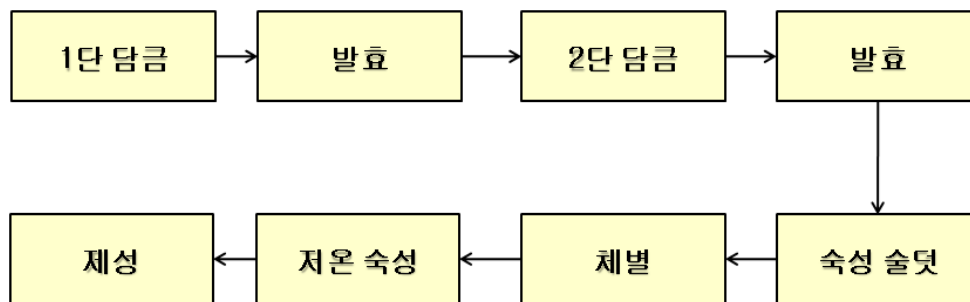 1단 담금
발효
2단 담금
발효
숙성 술덧
체별
저온 숙성
제성